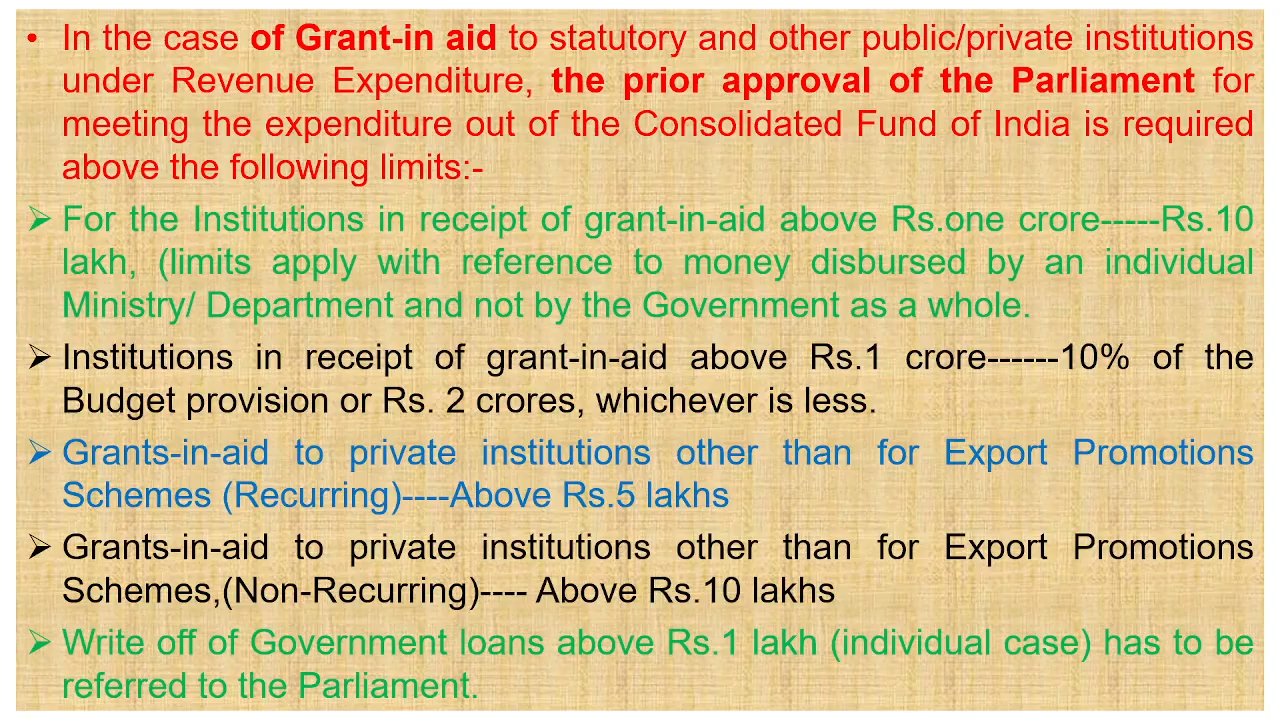 • In the case of Grant-in aid to statutory and other public/private institutions
under Revenue Expenditure, the prior approval of the Parliament for
meeting the expenditure out of the Consolidated Fund of India is required
above the following limits:-
➢ For the Institutions in receipt of grant-in-aid above Rs.one crore-----Rs.10
lakh, (limits apply with reference to money disbursed by an individual
Ministry/ Department and not by the Government as a whole.
➢ Institutions in receipt of grant-in-aid above Rs.1 crore------10% of the
Budget provision or Rs. 2 crores, whichever is less.
➢ Grants-in-aid to private institutions other than for Export Promotions
Schemes (Recurring)----Above Rs.5 lakhs
➢ Grants-in-aid to private institutions other than for Export Promotions
Schemes,(Non-Recurring)---- Above Rs.10 lakhs
➢ Write off of Government loans above Rs.1 lakh (individual case) has to be
referred to the Parliament.